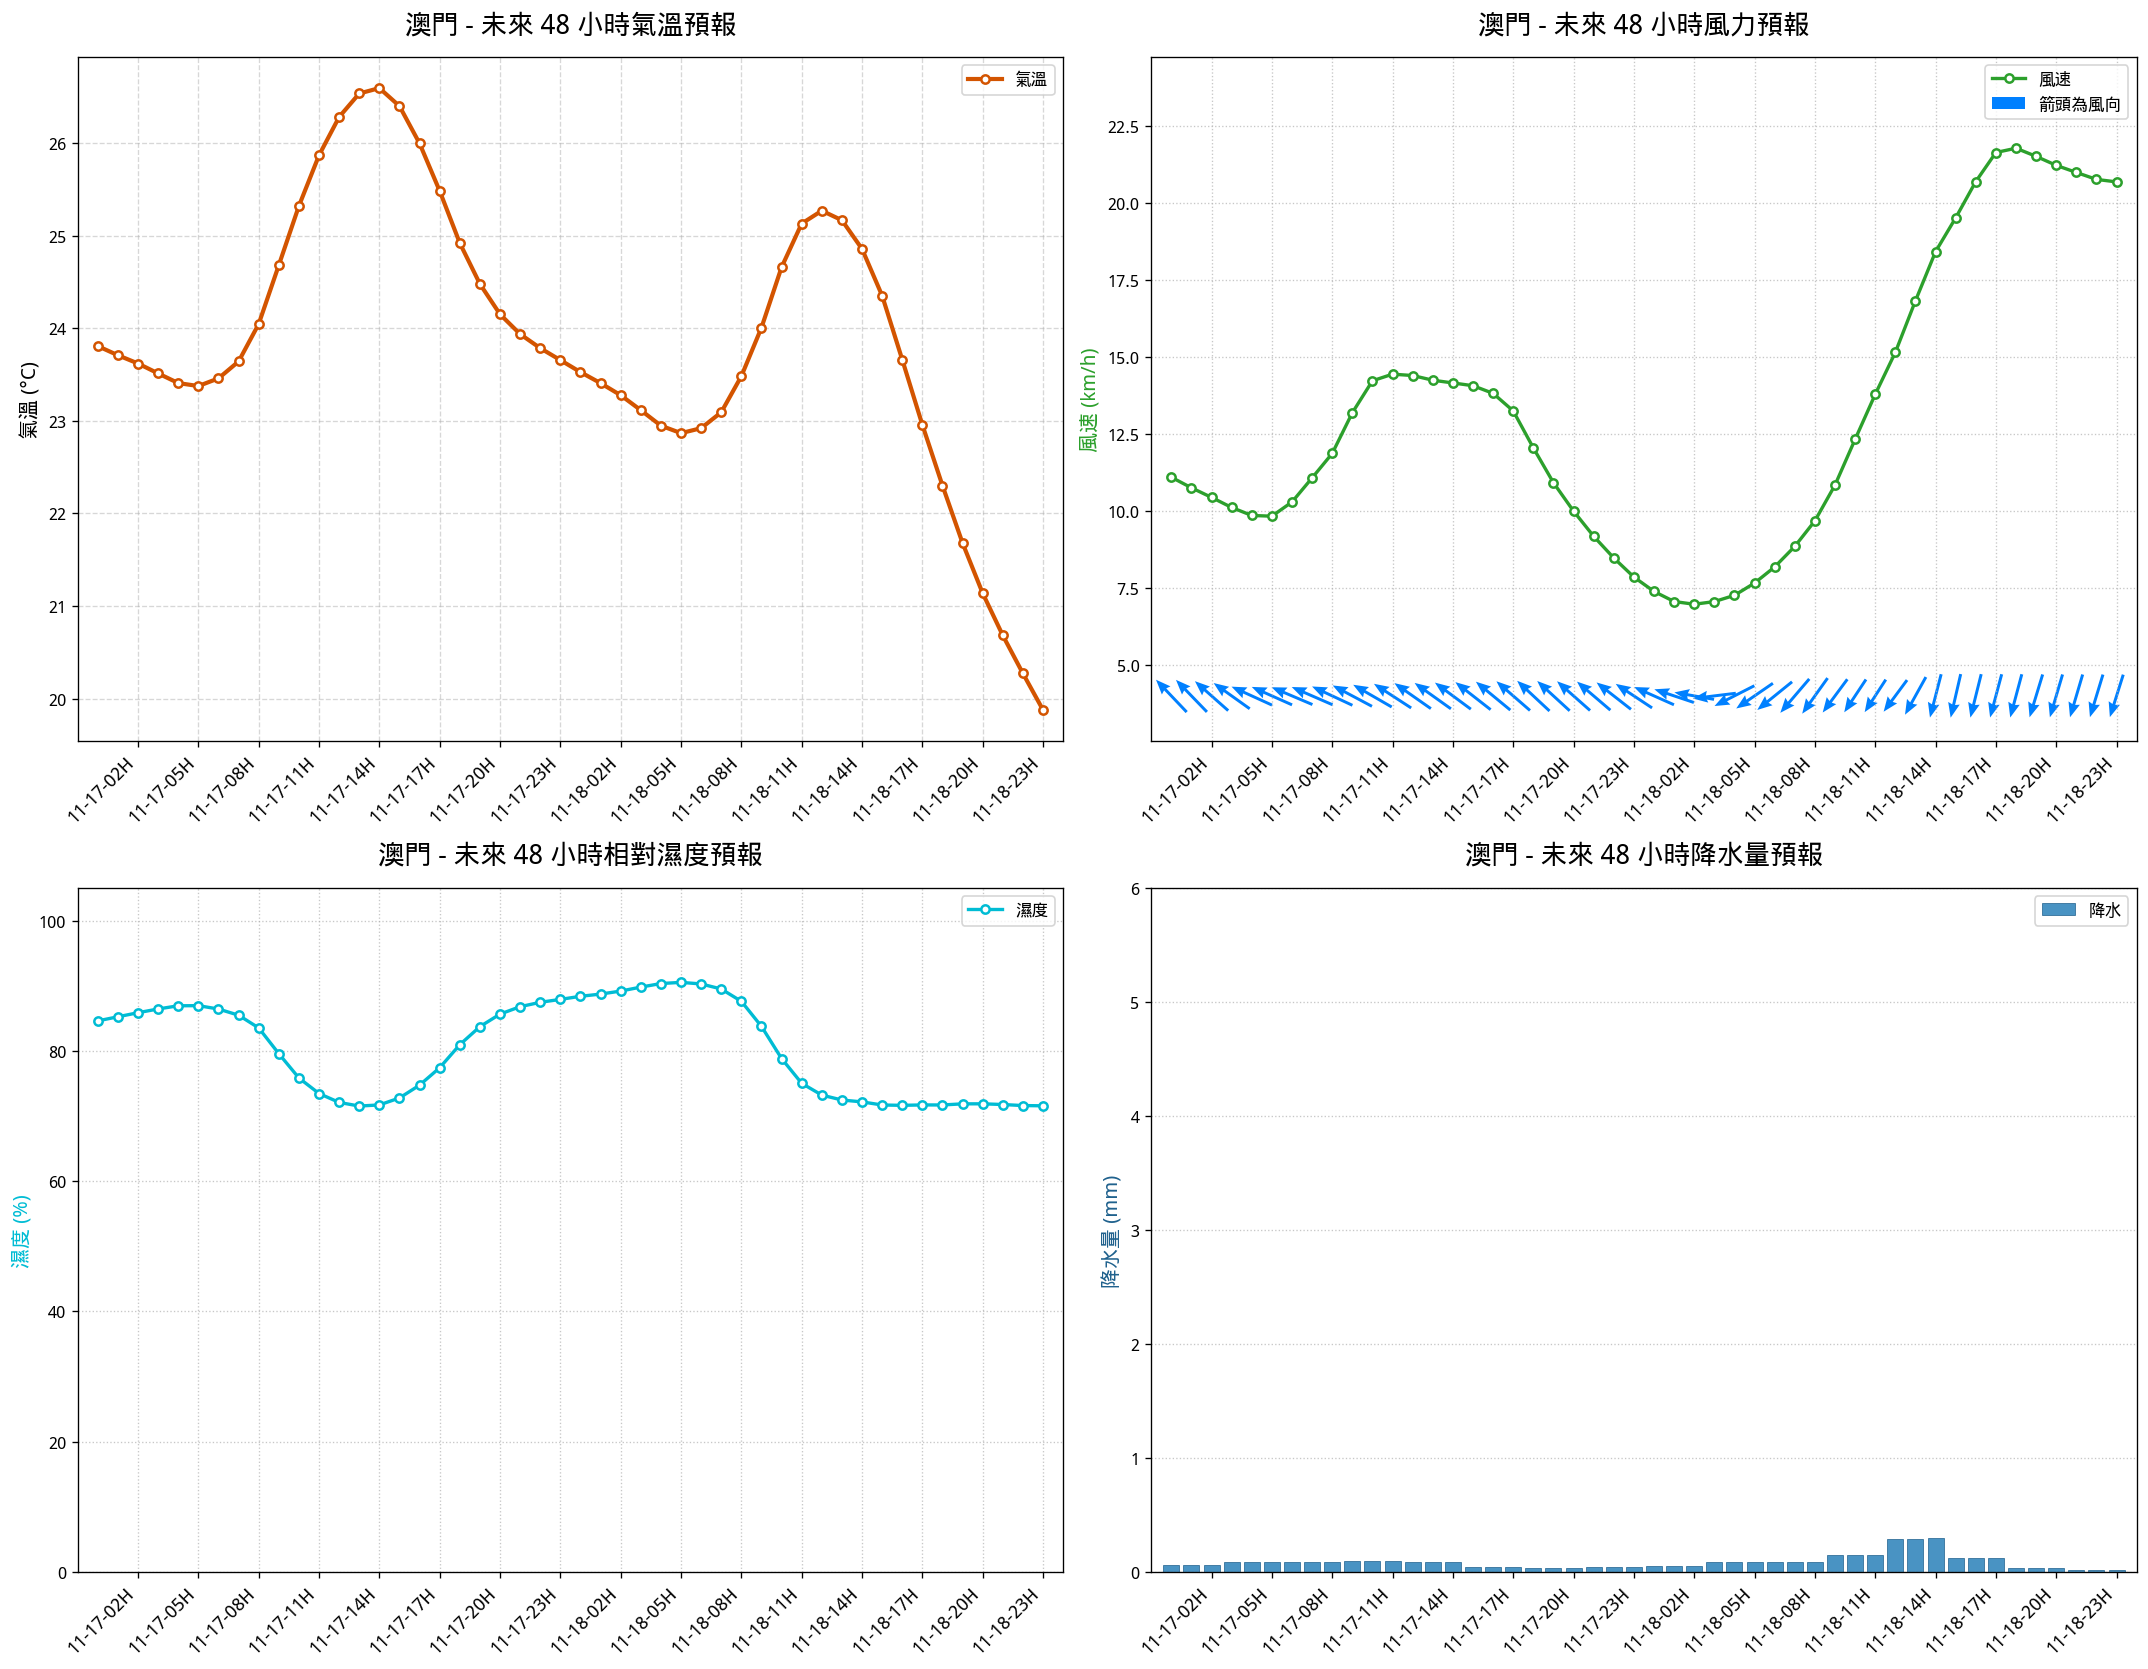 澳門 - 未來 48 小時氣溫預報
氣溫
氣溫 (°C)
26
25
24
23
22
21
20
11-17-02H
11-17-05H
11-17-08H
11-17-11H
11-17-14H
11-17-17H
11-17-20H
11-17-23H
11-18-02H
11-18-05H
11-18-08H
11-18-11H
11-18-14H
11-18-17H
11-18-20H
11-18-23H
澳門 - 未來 48 小時風力預報
風速
箭頭為風向
風速 (km/h)
22.5
20.0
17.5
15.0
12.5
10.0
7.5
5.0
11-17-02H
11-17-05H
11-17-08H
11-17-11H
11-17-14H
11-17-17H
11-17-20H
11-17-23H
11-18-02H
11-18-05H
11-18-08H
11-18-11H
11-18-14H
11-18-17H
11-18-20H
11-18-23H
澳門 - 未來 48 小時相對濕度預報
濕度
濕度 (%)
100
80
60
40
20
0
11-17-02H
11-17-05H
11-17-08H
11-17-11H
11-17-14H
11-17-17H
11-17-20H
11-17-23H
11-18-02H
11-18-05H
11-18-08H
11-18-11H
11-18-14H
11-18-17H
11-18-20H
11-18-23H
澳門 - 未來 48 小時降水量預報
降水
降水量 (mm)
6
5
4
3
2
1
0
11-17-02H
11-17-05H
11-17-08H
11-17-11H
11-17-14H
11-17-17H
11-17-20H
11-17-23H
11-18-02H
11-18-05H
11-18-08H
11-18-11H
11-18-14H
11-18-17H
11-18-20H
11-18-23H